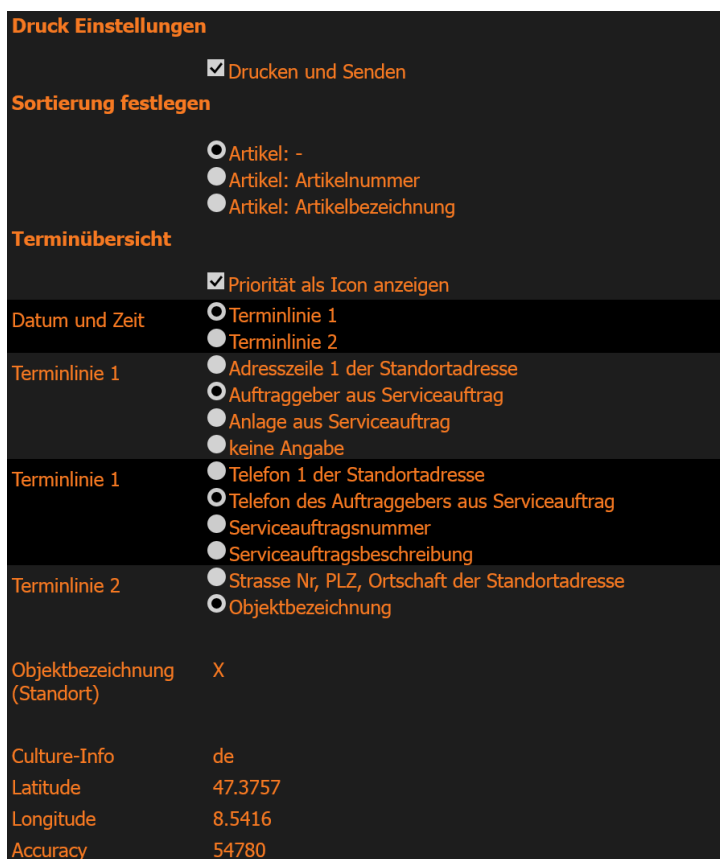 Druck Einstellungen
Drucken und Senden
Sortierung festlegen
Artikel: -
Artikel: Artikelnummer
Artikel: Artikelbezeichnung
Terminübersicht
Priorität als Icon anzeigen
Datum und Zeit
Terminlinie 1
Terminlinie 2
Terminlinie 1
Adresszeile 1 der Standortadresse
Auftraggeber aus Serviceauftrag
Anlage aus Serviceauftrag
keine Angabe
Terminlinie 1
Telefon 1 der Standortadresse
Telefon des Auftraggebers aus Serviceauftrag
Serviceauftragsnummer
Serviceauftragsbeschreibung
Terminlinie 2
Strasse Nr, PLZ, Ortschaft der Standortadresse
Objektbezeichnung
Objektbezeichnung X
(Standort)
Culture-Info de
Latitude 47.3757
Longitude 8.5416
Accuracy 54780